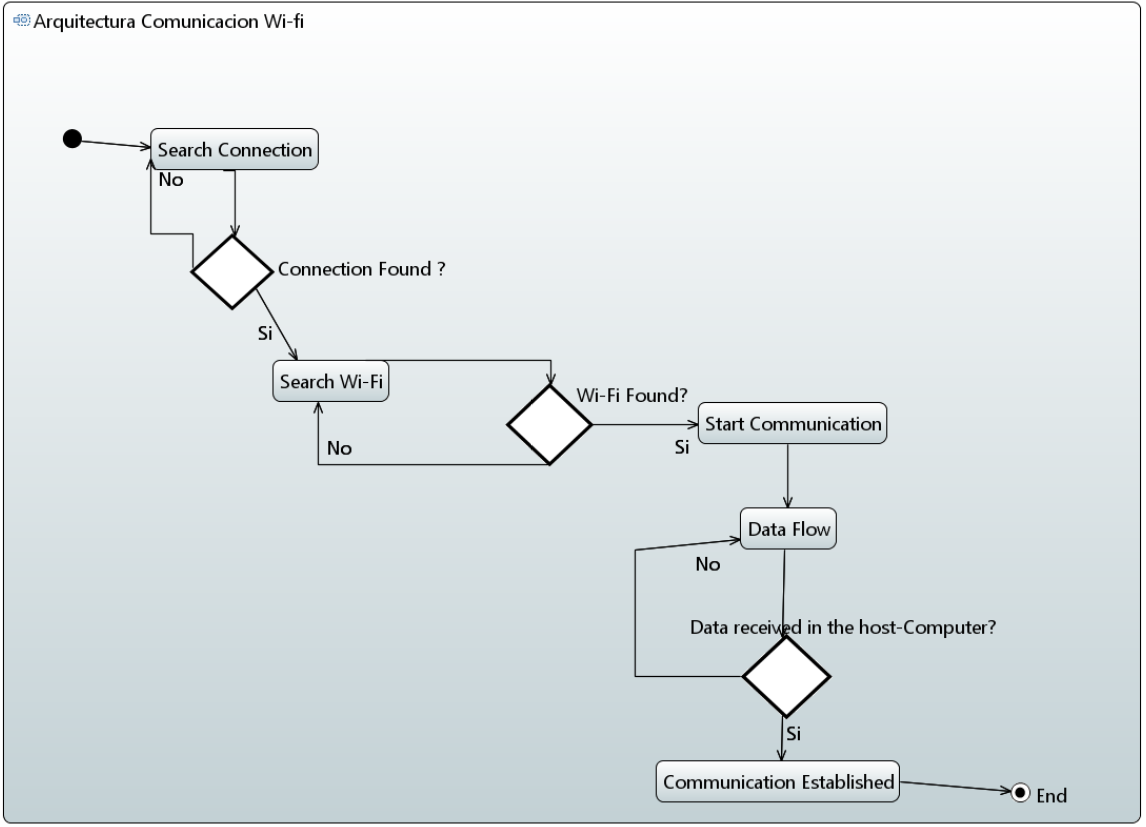 Arquitectura Comunicacion Wi-fi
Search Connection
No
Connection Found ?
Si
Search Wi-Fi
Wi-Fi Found?
No
Si
Start Communication
Data Flow
No
Data received in the host-Computer?
Si
Communication Established
End